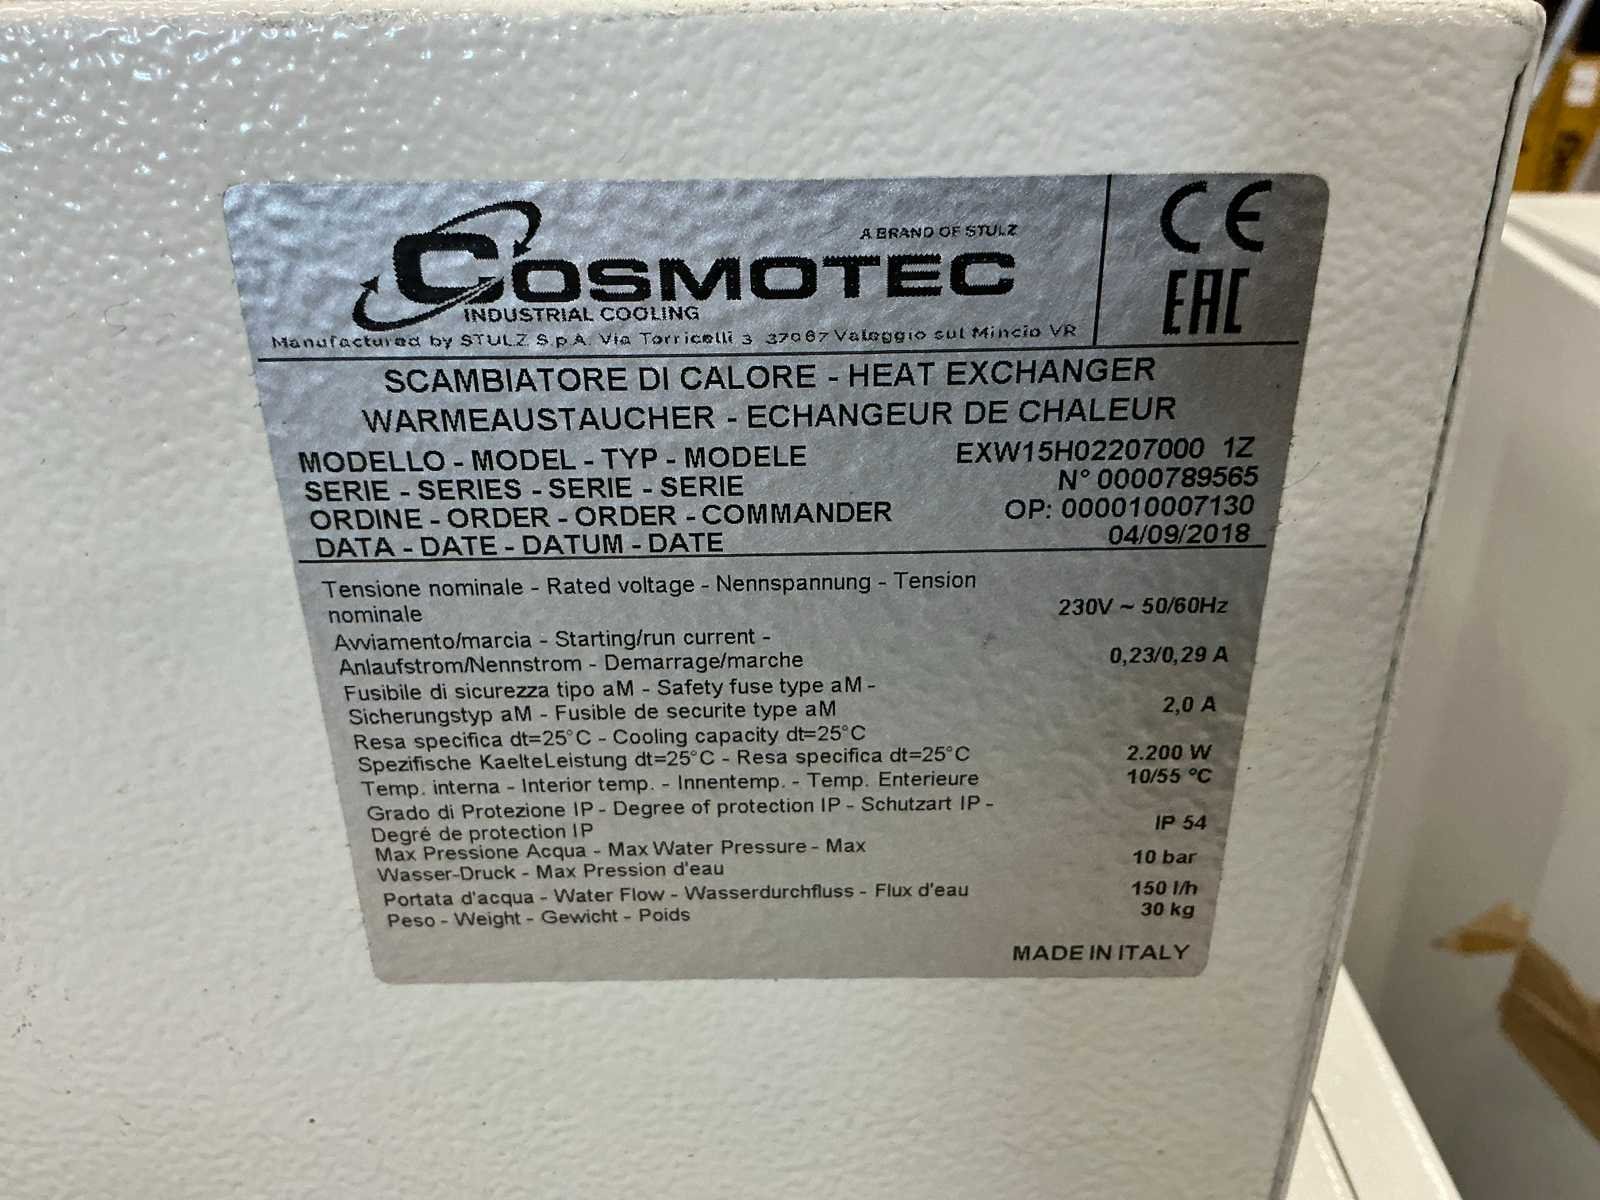 A BRAND OF STULZ
COSMOTEC
INDUSTRIAL COOLING
CE
EAC
Manufactured by STULZ S.p.A. Via Torricelli 3 37067 Valeggio sul Mincio VR
SCAMBIATORE DI CALORE - HEAT EXCHANGER
WARMEAUSTAUCHER - ECHANGEUR DE CHALEUR
MODELLO - MODEL - TYP - MODELE EXW15H02207000 1Z
SERIE - SERIES - SERIE - SERIE N° 0000789565
ORDINE - ORDER - ORDER - COMMANDER OP: 000010007130
DATA - DATE - DATUM - DATE 04/09/2018
Tensione nominale - Rated voltage - Nennspannung - Tension
nominale 230V ~ 50/60Hz
Avviamento/marcia - Starting/run current -
Anlaufstrom/Nennstrom - Demarrage/marche 0,23/0,29 A
Fusibile di sicurezza tipo aM - Safety fuse type aM -
Sicherungstyp aM - Fusible de securite type aM 2,0 A
Resa specifica dt=25°C - Cooling capacity dt=25°C
Spezifische KaelteLeistung dt=25°C - Resa specifica dt=25°C 2.200 W
Temp. interna - Interior temp. - Innentemp. - Temp. Enterieure 10/55 °C
Grado di Protezione IP - Degree of protection IP - Schutzart IP -
Degré de protection IP IP 54
Max Pressione Acqua - Max Water Pressure - Max
Wasser-Druck - Max Pression d'eau 10 bar
Portata d'acqua - Water Flow - Wasserdurchfluss - Flux d'eau 150 l/h
Peso - Weight - Gewicht - Poids 30 kg
MADE IN ITALY